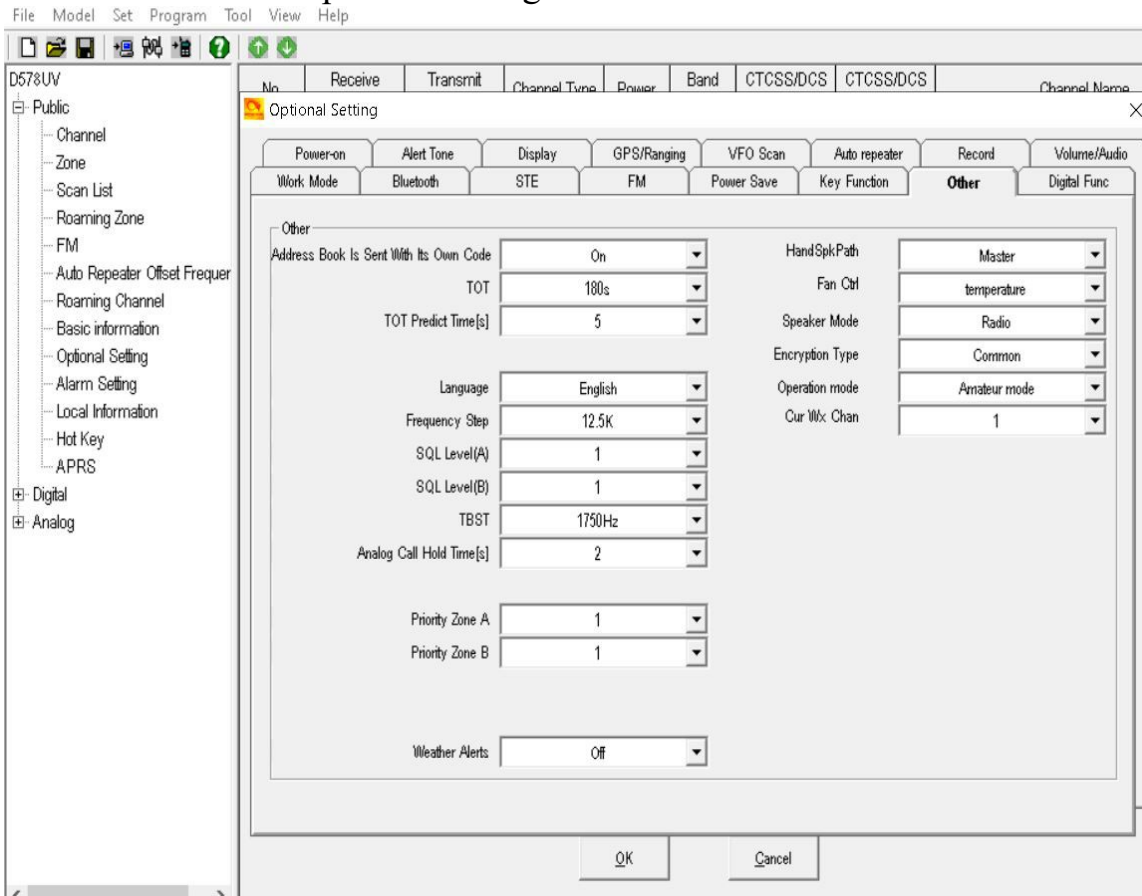 File Model Set Program Tool View Help
D578UV
Public
Channel
Zone
Scan List
Roaming Zone
FM
Auto Repeater Offset Frequer
Roaming Channel
Basic information
Optional Setting
Alarm Setting
Local Information
Hot Key
APRS
Digital
Analog
No. Receive Transmit Channel Type Power Band CTCSS/DCS CTCSS/DCS Channel Name
Optional Setting
Power-on Alert Tone Display GPS/Ranging VFO Scan Auto repeater Record Volume/Audio
Work Mode Bluetooth STE FM Power Save Key Function Other Digital Func
Other
Address Book Is Sent With Its Own Code On
TOT 180s
TOT Predict Time[s] 5
Language English
Frequency Step 12.5K
SQL Level(A) 1
SQL Level(B) 1
TBST 1750Hz
Analog Call Hold Time[s] 2
Priority Zone A 1
Priority Zone B 1
Weather Alerts Off
HandSpkPath Master
Fan Ctrl temperature
Speaker Mode Radio
Encryption Type Common
Operation mode Amateur mode
Cur Wx Chan 1
OK Cancel